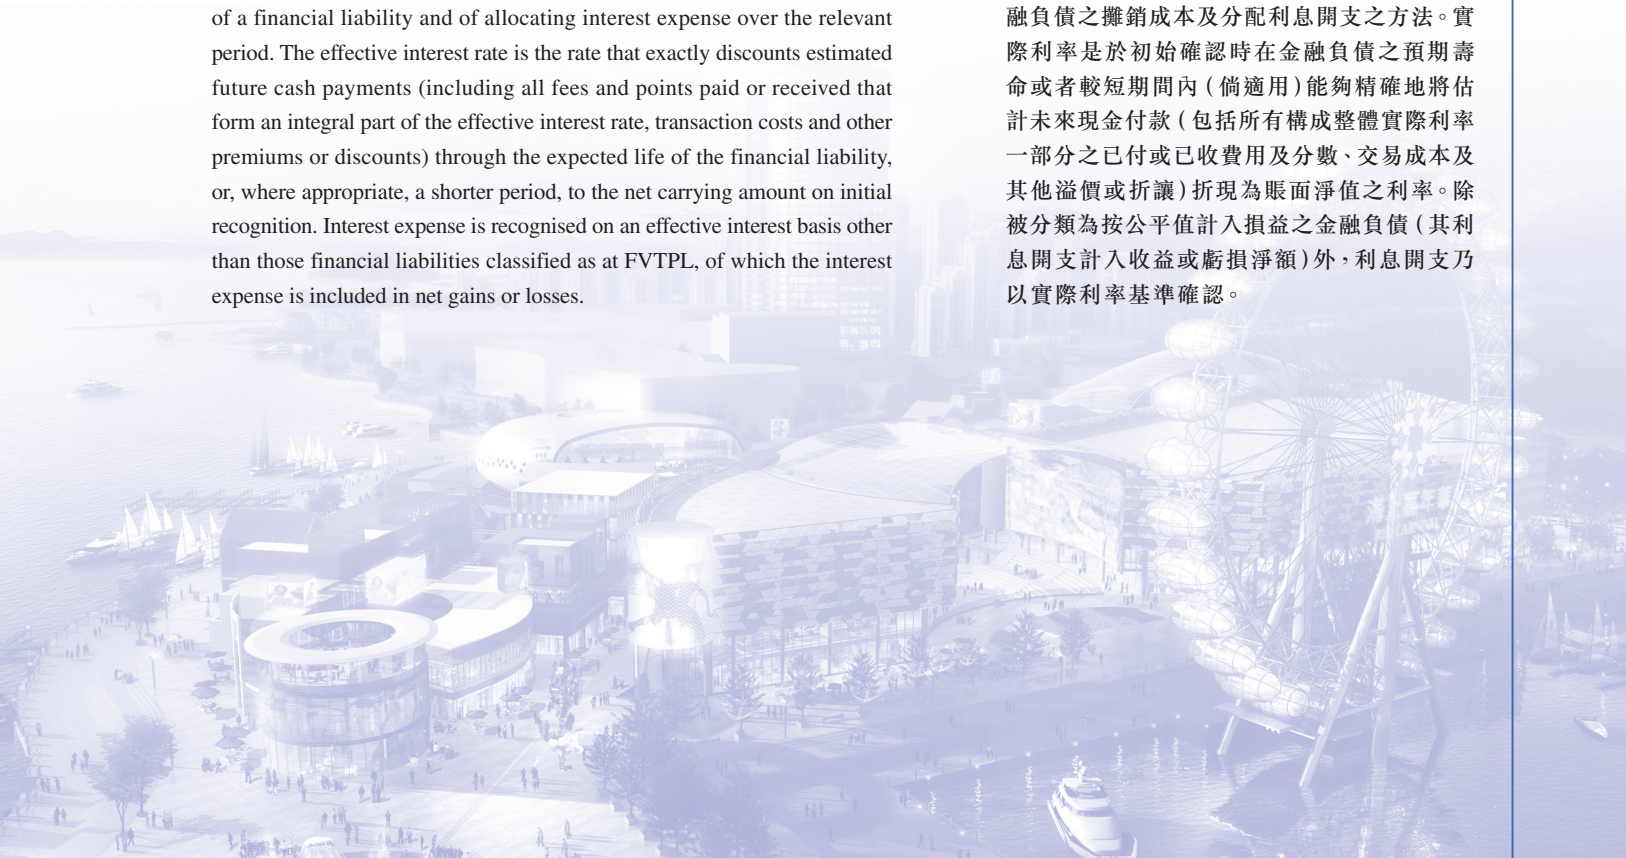 of a financial liability and of allocating interest expense over the relevant
period. The effective interest rate is the rate that exactly discounts estimated
future cash payments (including all fees and points paid or received that
form an integral part of the effective interest rate, transaction costs and other
premiums or discounts) through the expected life of the financial liability,
or, where appropriate, a shorter period, to the net carrying amount on initial
recognition. Interest expense is recognised on an effective interest basis other
than those financial liabilities classified as at FVTPL, of which the interest
expense is included in net gains or losses.
融負債之攤銷成本及分配利息開支之方法。實
際利率是於初始確認時在金融負債之預期壽
命或者較短期間內（倘適用）能夠精確地將估
計未來現金付款（包括所有構成整體實際利率
一部分之已付或已收費用及分數、交易成本及
其他溢價或折讓）折現為賬面淨值之利率。除
被分類為按公平值計入損益之金融負債（其利
息開支計入收益或虧損淨額）外，利息開支乃
以實際利率基準確認。